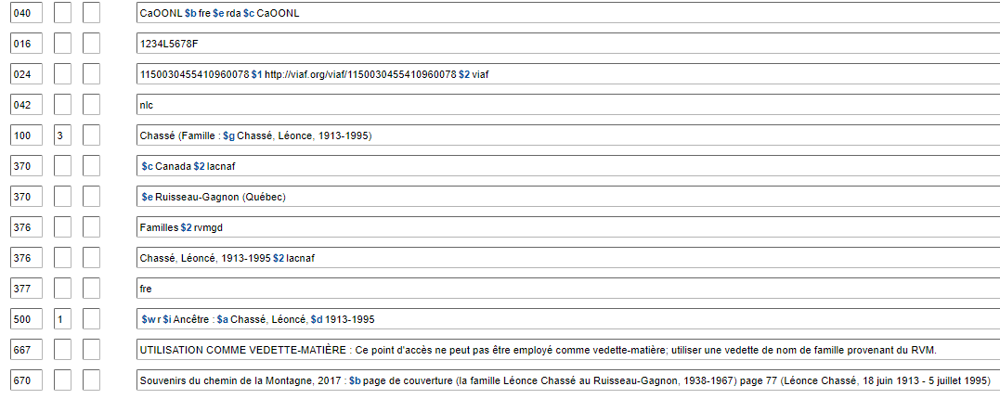 040 CaOONL $b fre $e rda $c CaOONL
016 1234L5678F
024 1150030455410960078 $1 http://viaf.org/viaf/1150030455410960078 $2 viaf
042 nlc
100 3 Chassé (Famille : $g Chassé, Léonce, 1913-1995)
370 $c Canada $2 lacnaf
370 $e Ruisseau-Gagnon (Québec)
376 Familles $2 rvmgd
376 Chassé, Léoncé, 1913-1995 $2 lacnaf
377 fre
500 1 $w r $i Ancêtre : $a Chassé, Léoncé, $d 1913-1995
667 UTILISATION COMME VEDETTE-MATIÈRE : Ce point d'accès ne peut pas être employé comme vedette-matière; utiliser une vedette de nom de famille provenant du RVM.
670 Souvenirs du chemin de la Montagne, 2017 : $b page de couverture (la famille Léonce Chassé au Ruisseau-Gagnon, 1938-1967) page 77 (Léonce Chassé, 18 juin 1913 - 5 juillet 1995)